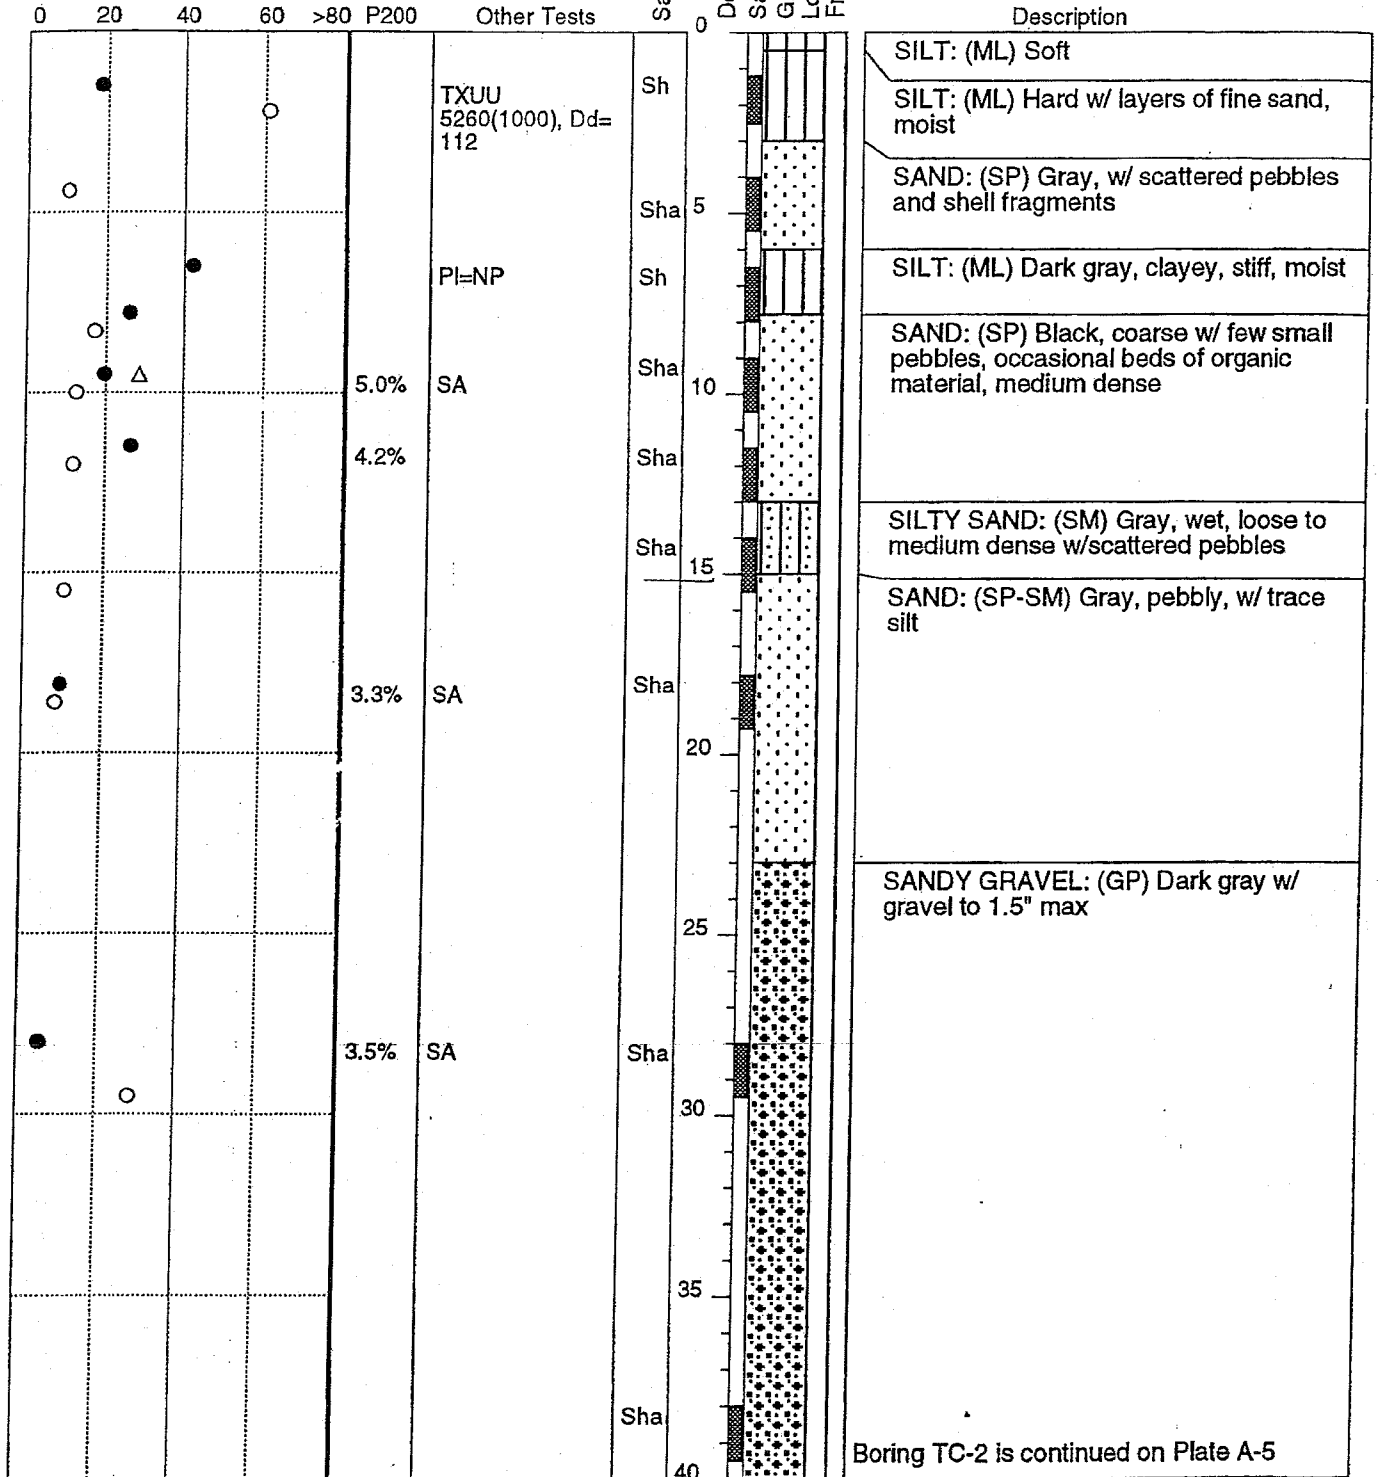 0 20 40 60 >80 P200 Other Tests Description
0
SILT: (ML) Soft
Sh
TXUU
5260(1000), Dd=
112
SILT: (ML) Hard w/ layers of fine sand,
moist
SAND: (SP) Gray, w/ scattered pebbles
and shell fragments
Sha 5
PI=NP
Sh
SILT: (ML) Dark gray, clayey, stiff, moist
SAND: (SP) Black, coarse w/ few small
pebbles, occasional beds of organic
material, medium dense
5.0% SA Sha
10
4.2% Sha
SILTY SAND: (SM) Gray, wet, loose to
medium dense w/scattered pebbles
Sha
15
SAND: (SP-SM) Gray, pebbly, w/ trace
silt
3.3% SA Sha
20
SANDY GRAVEL: (GP) Dark gray w/
gravel to 1.5" max
25
3.5% SA Sha
30
35
Sha
Boring TC-2 is continued on Plate A-5
40